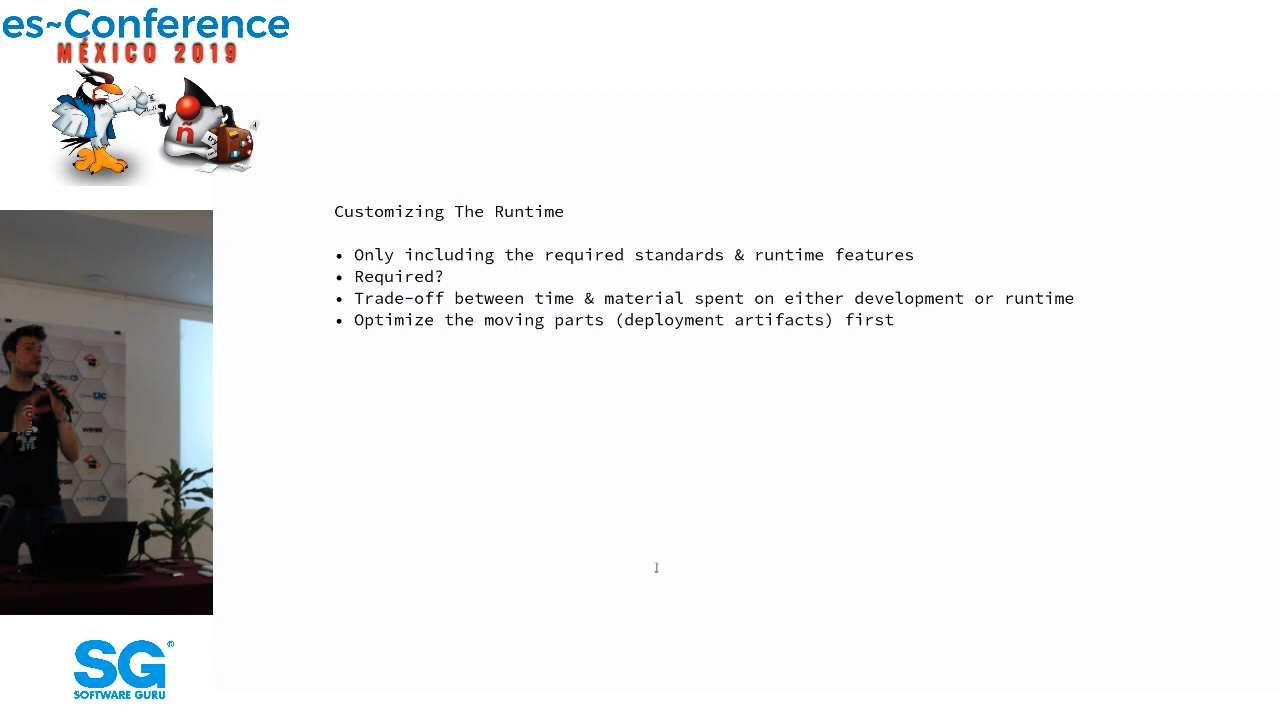 es~Conference
MÉXICO 2019
ñ
Customizing The Runtime
• Only including the required standards & runtime features
• Required?
• Trade-off between time & material spent on either development or runtime
• Optimize the moving parts (deployment artifacts) first
weex
SG®
SOFTWARE GURU